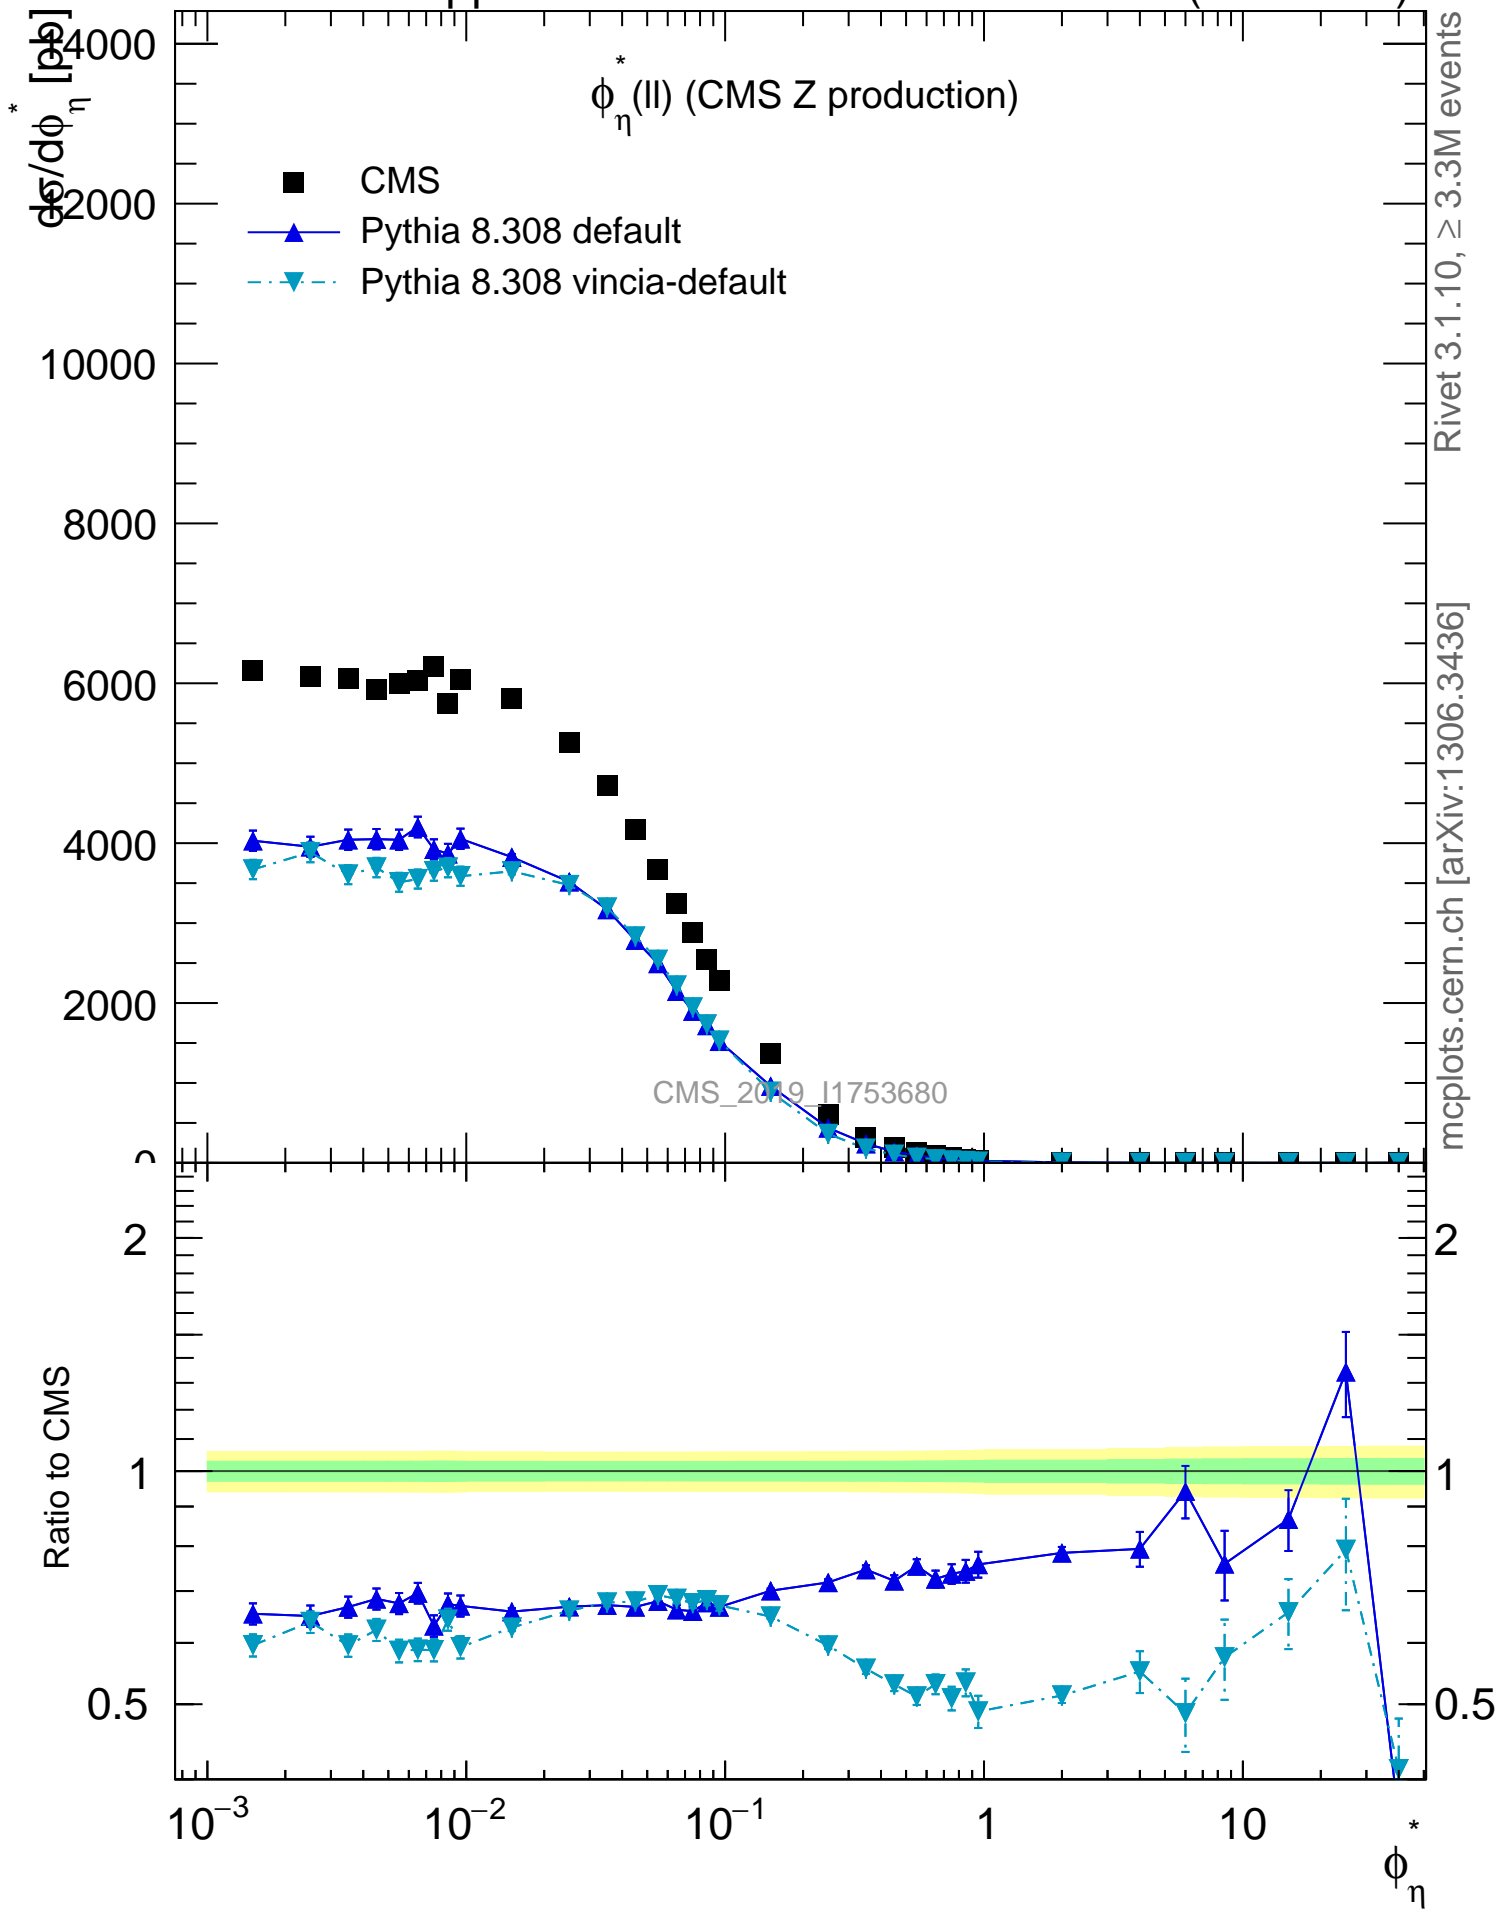 pp
dσ/dφ*η [pb]
φ*η(ll) (CMS Z production)
CMS
Pythia 8.308 default
Pythia 8.308 vincia-default
14000
12000
10000
8000
6000
4000
2000
0
CMS_2019_I1753680
Rivet 3.1.10, ≥ 3.3M events
mcplots.cern.ch [arXiv:1306.3436]
Ratio to CMS
2
1
0.5
2
1
0.5
10−3
10−2
10−1
1
10
φ*η